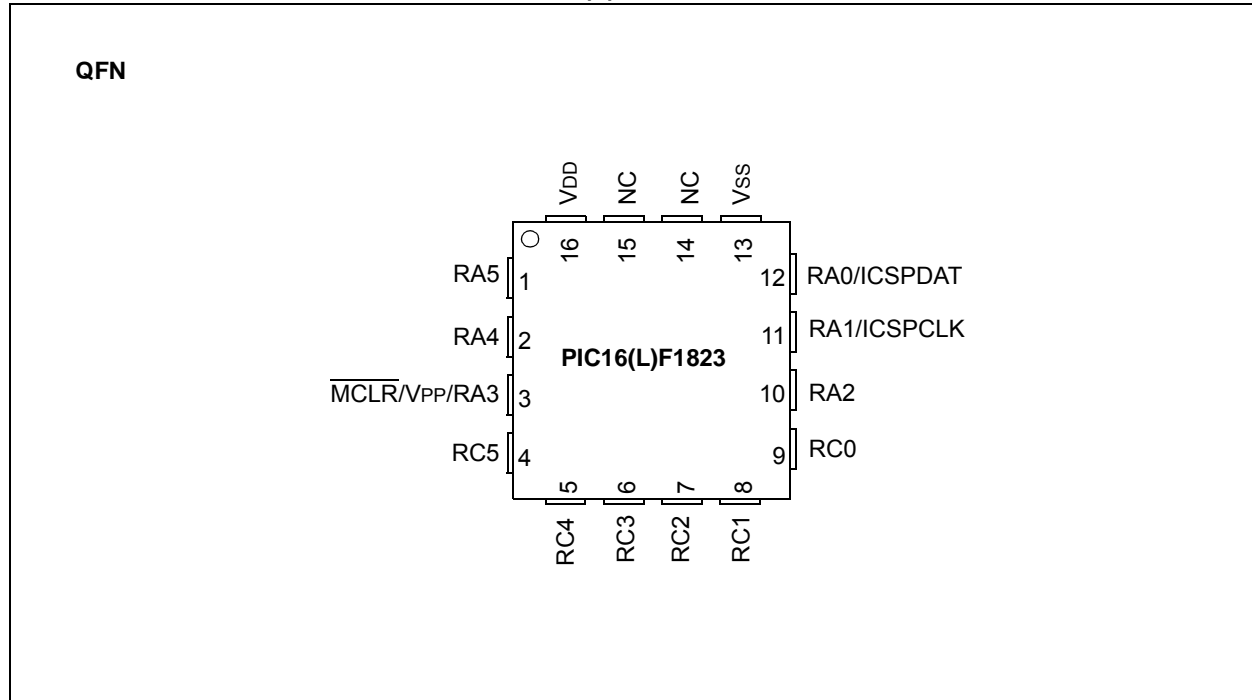 QFN
VDD
NC
NC
VSS
16
15
14
13
RA5 1
12 RA0/ICSPDAT
RA4 2
11 RA1/ICSPCLK
PIC16(L)F1823
MCLR/VPP/RA3 3
10 RA2
RC5 4
9 RC0
5
6
7
8
RC4
RC3
RC2
RC1